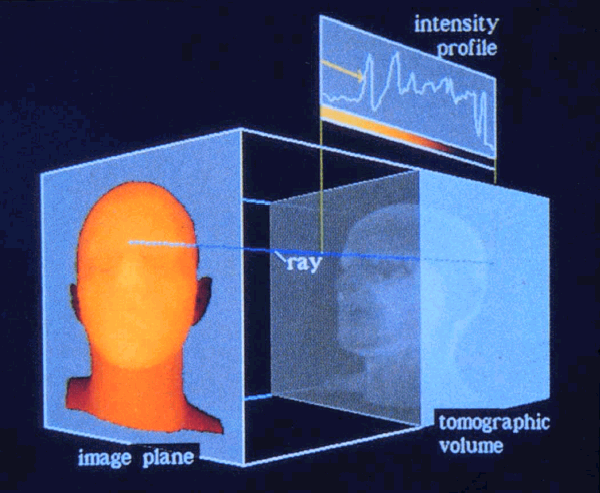 intensity
profile
ray
tomographic
volume
image plane